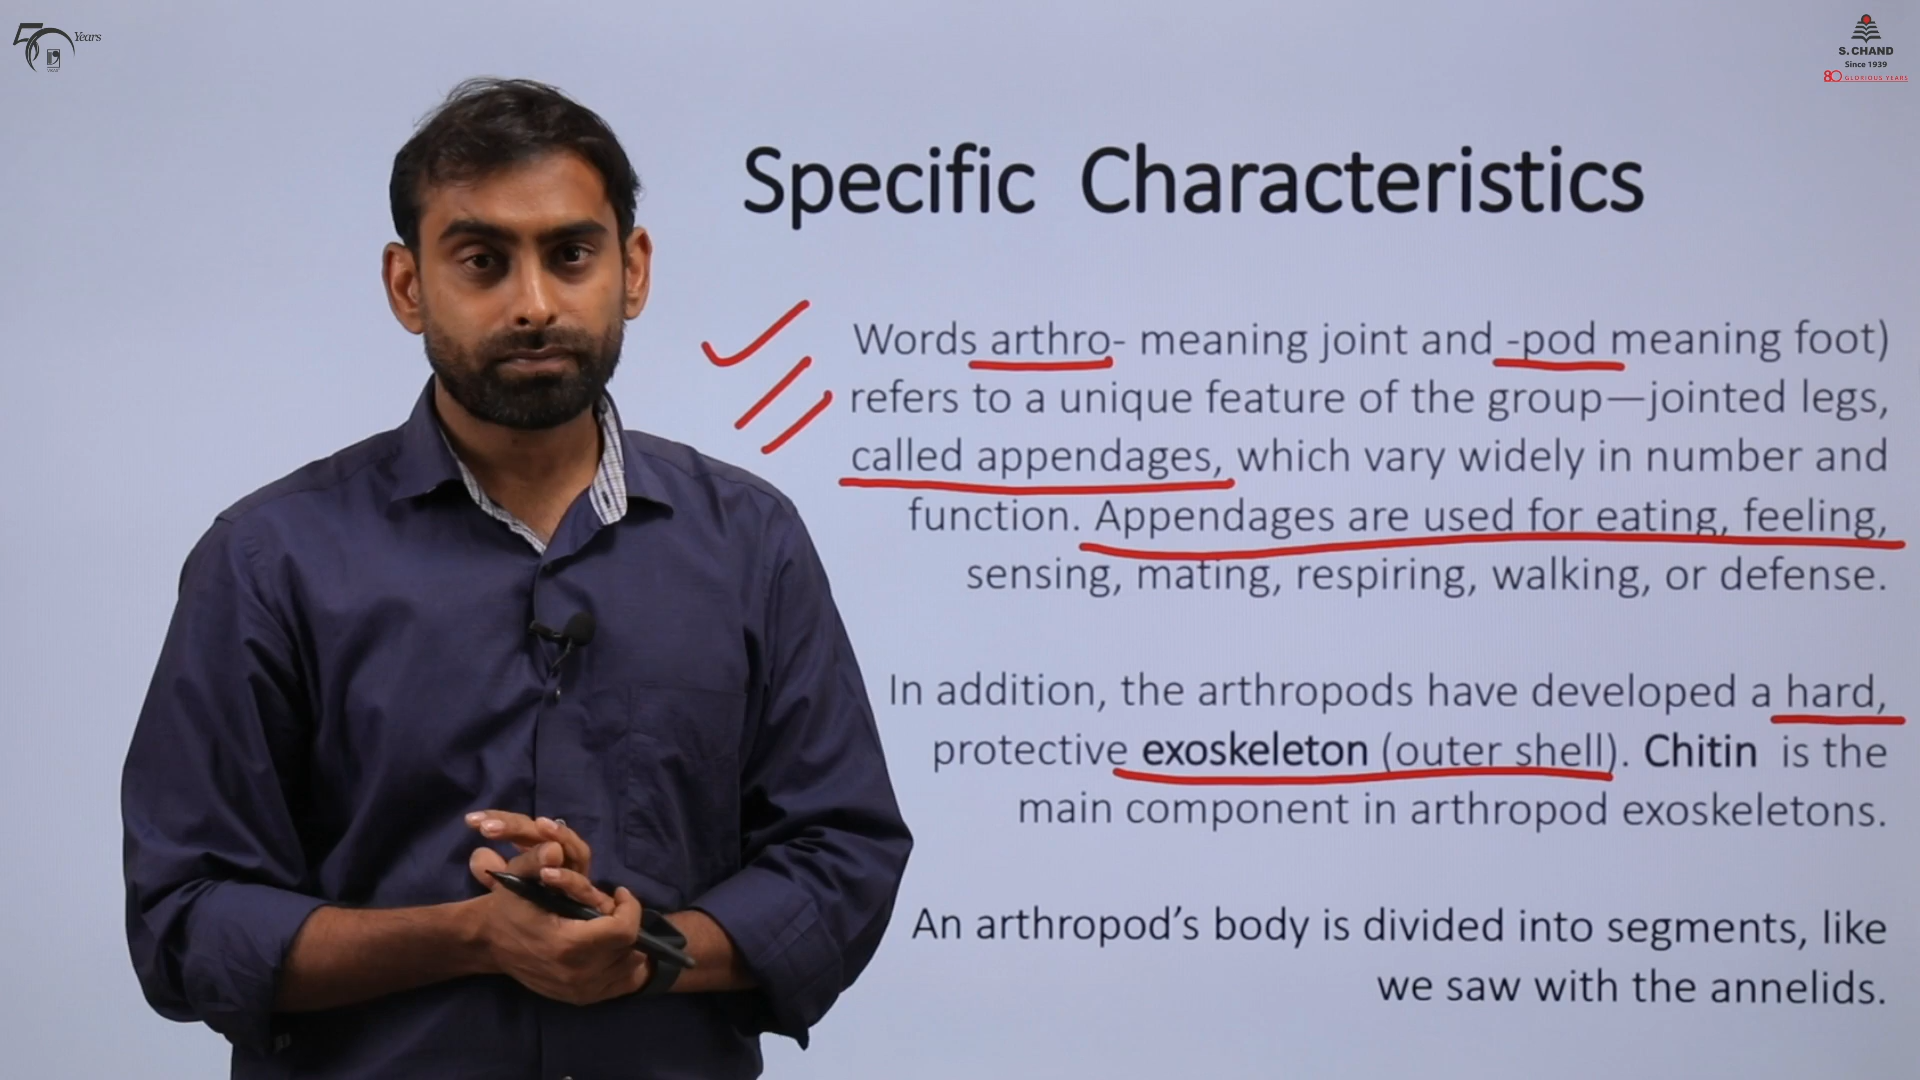 50 Years
S. CHAND
Since 1939
80 GLORIOUS YEARS
Specific Characteristics
Words arthro- meaning joint and -pod meaning foot)
refers to a unique feature of the group—jointed legs,
called appendages, which vary widely in number and
function. Appendages are used for eating, feeling,
sensing, mating, respiring, walking, or defense.
In addition, the arthropods have developed a hard,
protective exoskeleton (outer shell). Chitin is the
main component in arthropod exoskeletons.
An arthropod’s body is divided into segments, like
we saw with the annelids.